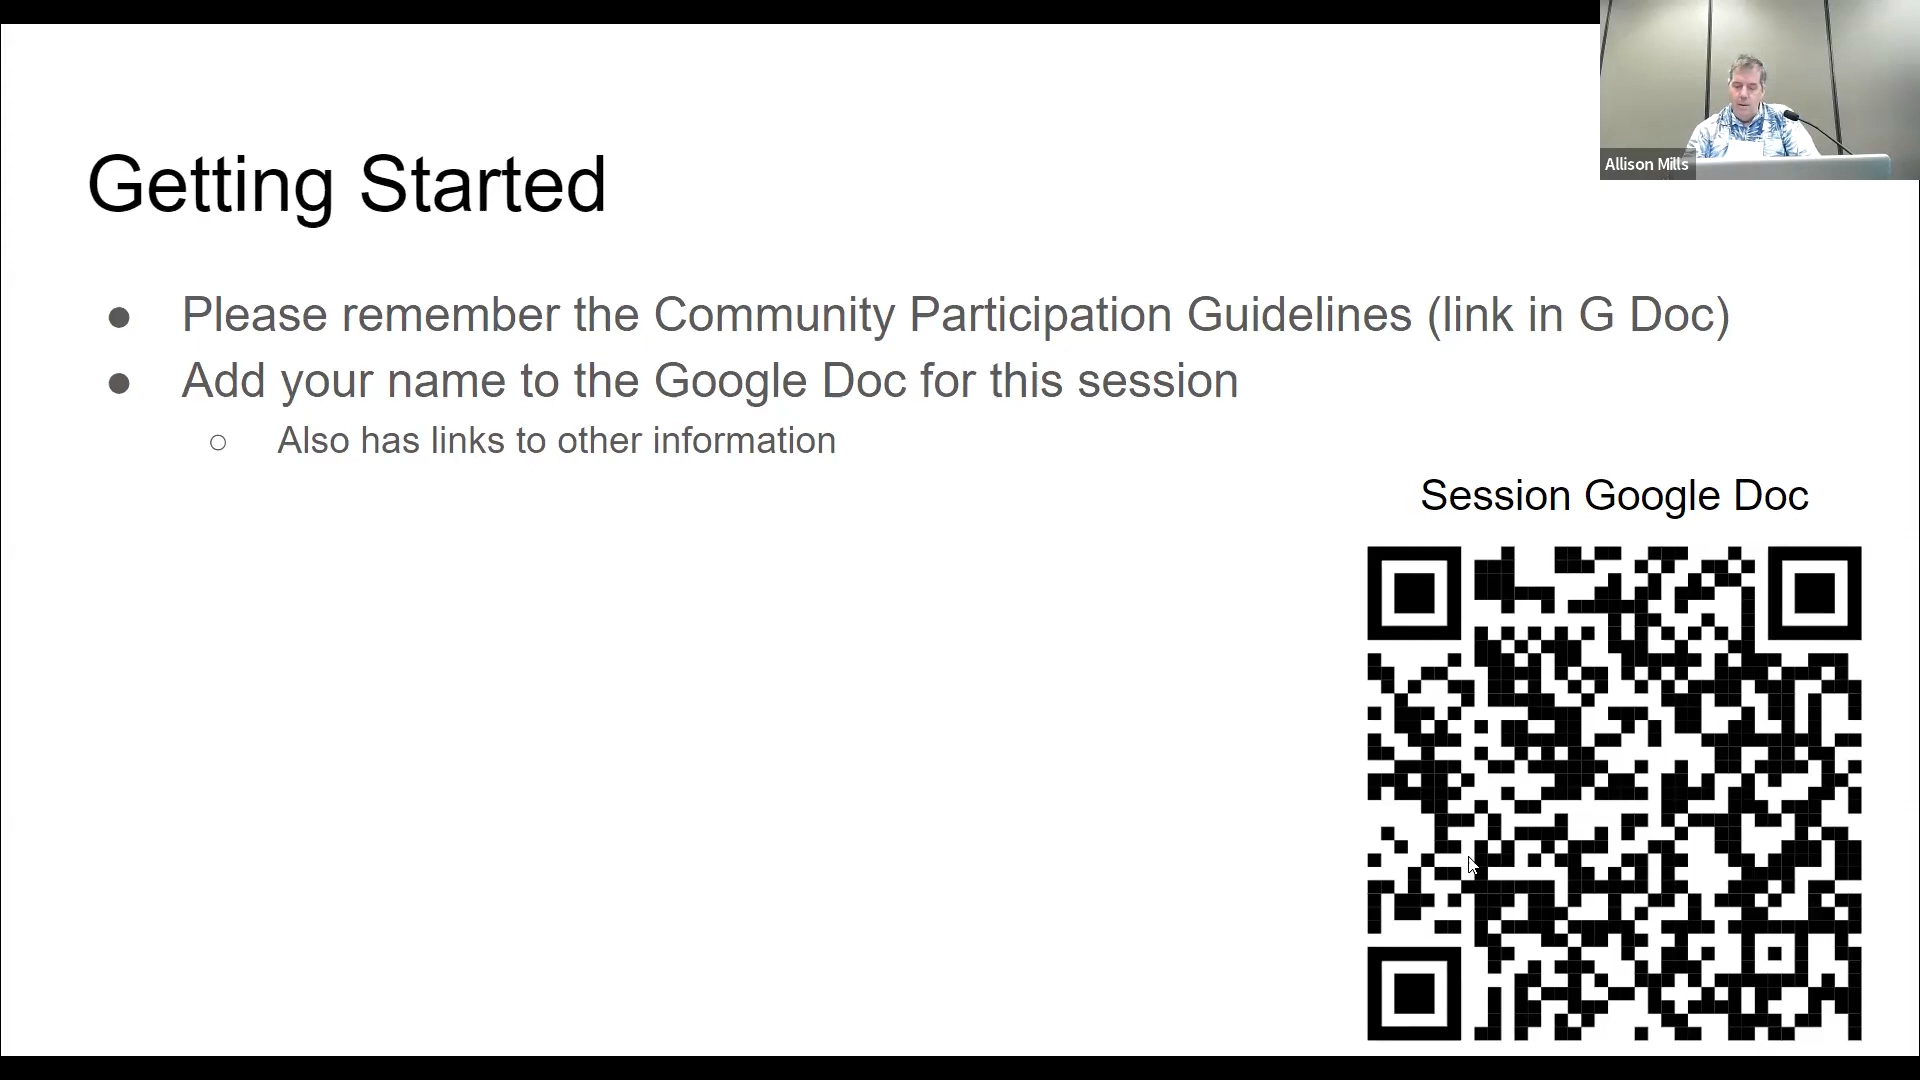 Allison Mills
Getting Started
● Please remember the Community Participation Guidelines (link in G Doc)
● Add your name to the Google Doc for this session
○ Also has links to other information
Session Google Doc